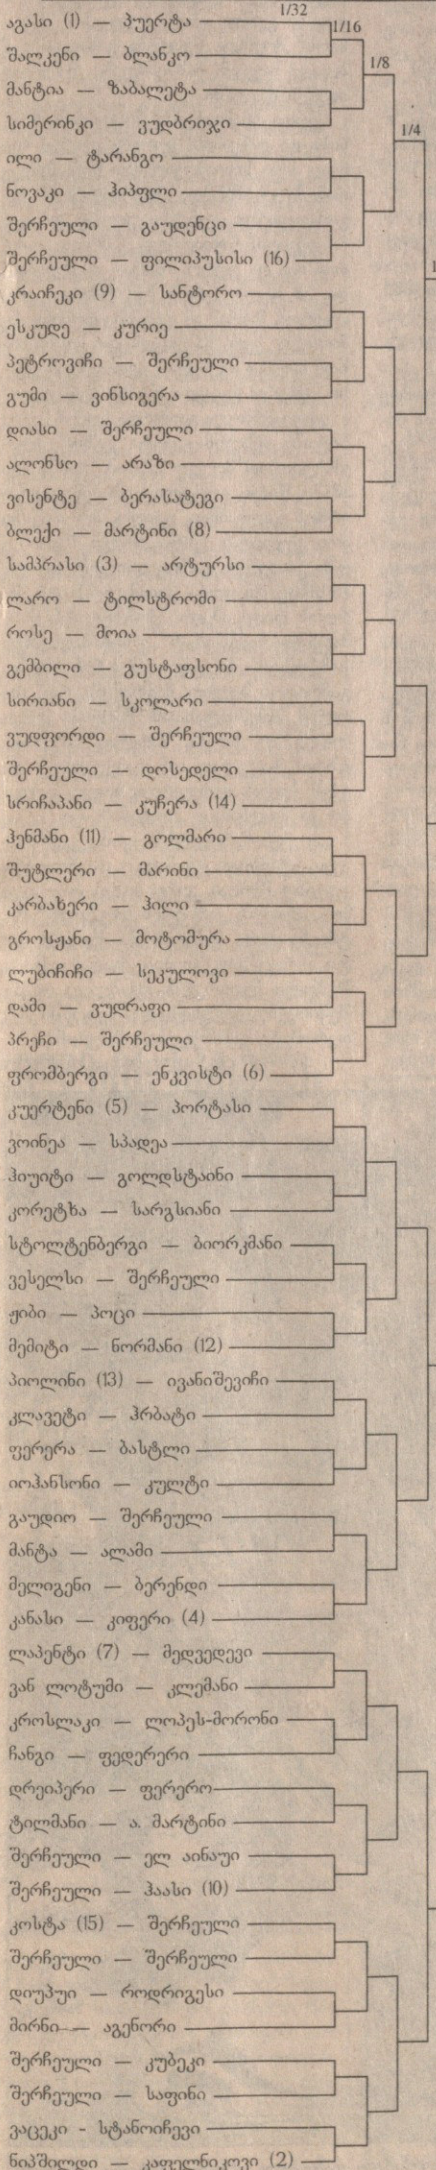 1/32
აგასი (1) — პუერტა
1/16
შალკენი — ბლანკო
1/8
მანტია — ზაბალეტა
სიმერინკი — ვუდბრიჯი
1/4
ილი — ტარანგო
ნოვაკი — ჰიპფლი
შერჩეული — გაუდენცი
შერჩეული — ფილიპუსისი (16)
კრაიჩეკი (9) — სანტორო
ესკუდე — კურიე
პეტროვიჩი — შერჩეული
გუმი — ვინსიგერა
დიასი — შერჩეული
ალონსო — არაზი
ვისენტე — ბერასატეგი
ბლექი — მარტინი (8)
სამპრასი (3) — არტურსი
ლარო — ტილსტრომი
როსე — მოია
გემბილი — გუსტაფსონი
სირიანი — სკოლარი
ვუდფორდი — შერჩეული
შერჩეული — დოსედელი
სრიჩაპანი — კუჩერა (14)
ჰენმანი (11) — გოლმარი
შუტლერი — მარინი
კარბახერი — ჰილი
გროსჟანი — მოტომურა
ლუბიჩიჩი — სეკულოვი
დამი — ვუდრაფი
პრეჩი — შერჩეული
ფრომბერგი — ენკვისტი (6)
კუერტენი (5) — პორტასი
ვოინეა — სპადეა
ჰიუიტი — გოლდსტაინი
კორეტხა — სარგსიანი
სტოლტენბერგი — ბიორკმანი
ვესელსი — შერჩეული
ჟიბი — პოცი
მემიტი — ნორმანი (12)
პიოლინი (13) — ივანიშევიჩი
კლავეტი — ჰრბატი
ფერერა — ბასტლი
იოჰანსონი — კულტი
გაუდიო — შერჩეული
მანტა — ალამი
მელიგენი — ბერენდი
კანასი — კიფერი (4)
ლაპენტი (7) — მედვედევი
ვან ლოტუმი — კლემანი
კროსლაკი — ლოპეს-მორონი
ჩანგი — ფედერერი
დრეიპერი — ფერერო
ტილმანი — ა. მარტინი
შერჩეული — ელ აინაუი
შერჩეული — ჰაასი (10)
კოსტა (15) — შერჩეული
შერჩეული — შერჩეული
დიუპუი — როდრიგესი
მირნი — აგენორი
შერჩეული — კუბეკი
შერჩეული — საფინი
ვაცეკი - სტანოიჩევი
ნიპშილდი — კაფელნიკოვი (2)